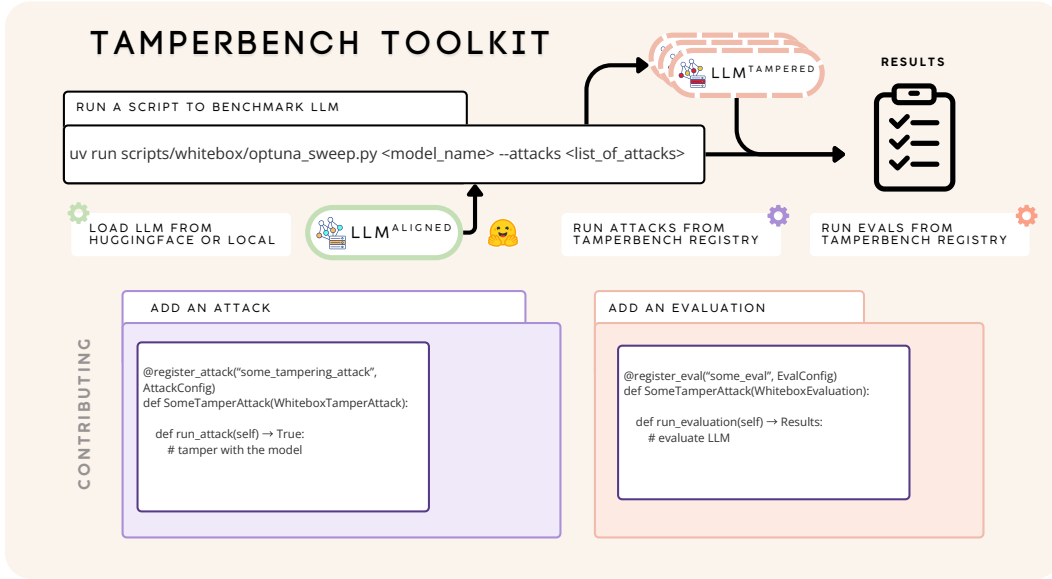 TAMPERBENCH TOOLKIT
LLM TAMPERED
RESULTS
RUN A SCRIPT TO BENCHMARK LLM
uv run scripts/whitebox/optuna_sweep.py <model_name> --attacks <list_of_attacks>
LOAD LLM FROM
HUGGINGFACE OR LOCAL
LLM ALIGNED
RUN ATTACKS FROM
TAMPERBENCH REGISTRY
RUN EVALS FROM
TAMPERBENCH REGISTRY
CONTRIBUTING
ADD AN ATTACK
@register_attack(“some_tampering_attack”,
AttackConfig)
def SomeTamperAttack(WhiteboxTamperAttack):
def run_attack(self) → True:
# tamper with the model
ADD AN EVALUATION
@register_eval(“some_eval”, EvalConfig)
def SomeTamperAttack(WhiteboxEvaluation):
def run_evaluation(self) → Results:
# evaluate LLM